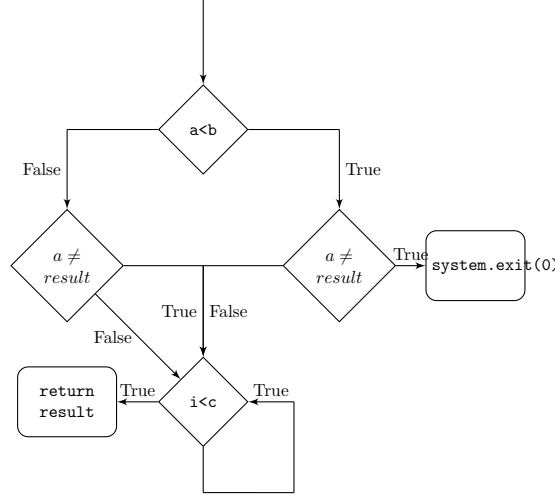 a<b
False
True
a ≠
result
a ≠
result
True
system.exit(0)
True
False
False
return
result
True
i<c
True